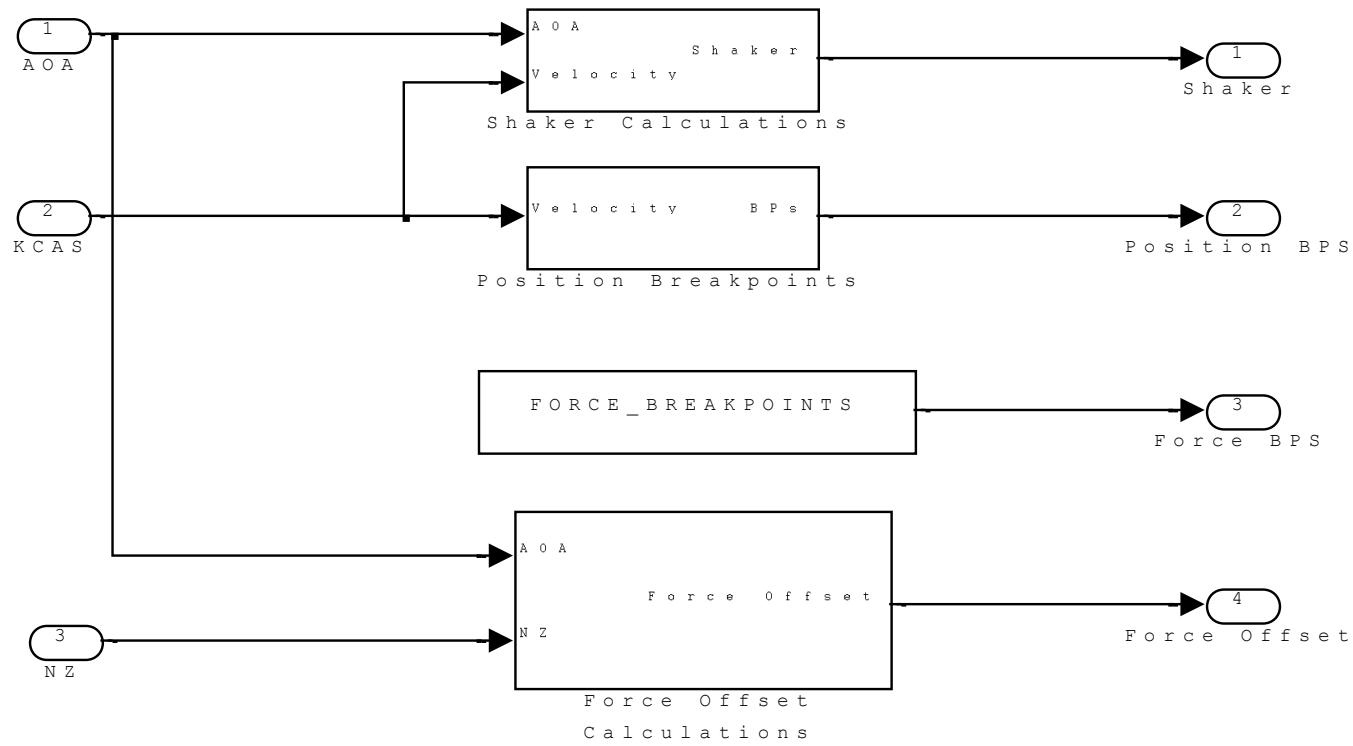 1
AOA
2
KCAS
3
NZ
AOA
Velocity
Shaker
Shaker Calculations
Velocity
BPs
Position Breakpoints
FORCE_BREAKPOINTS
AOA
NZ
Force Offset
Force Offset
Calculations
1
Shaker
2
Position BPS
3
Force BPS
4
Force Offset